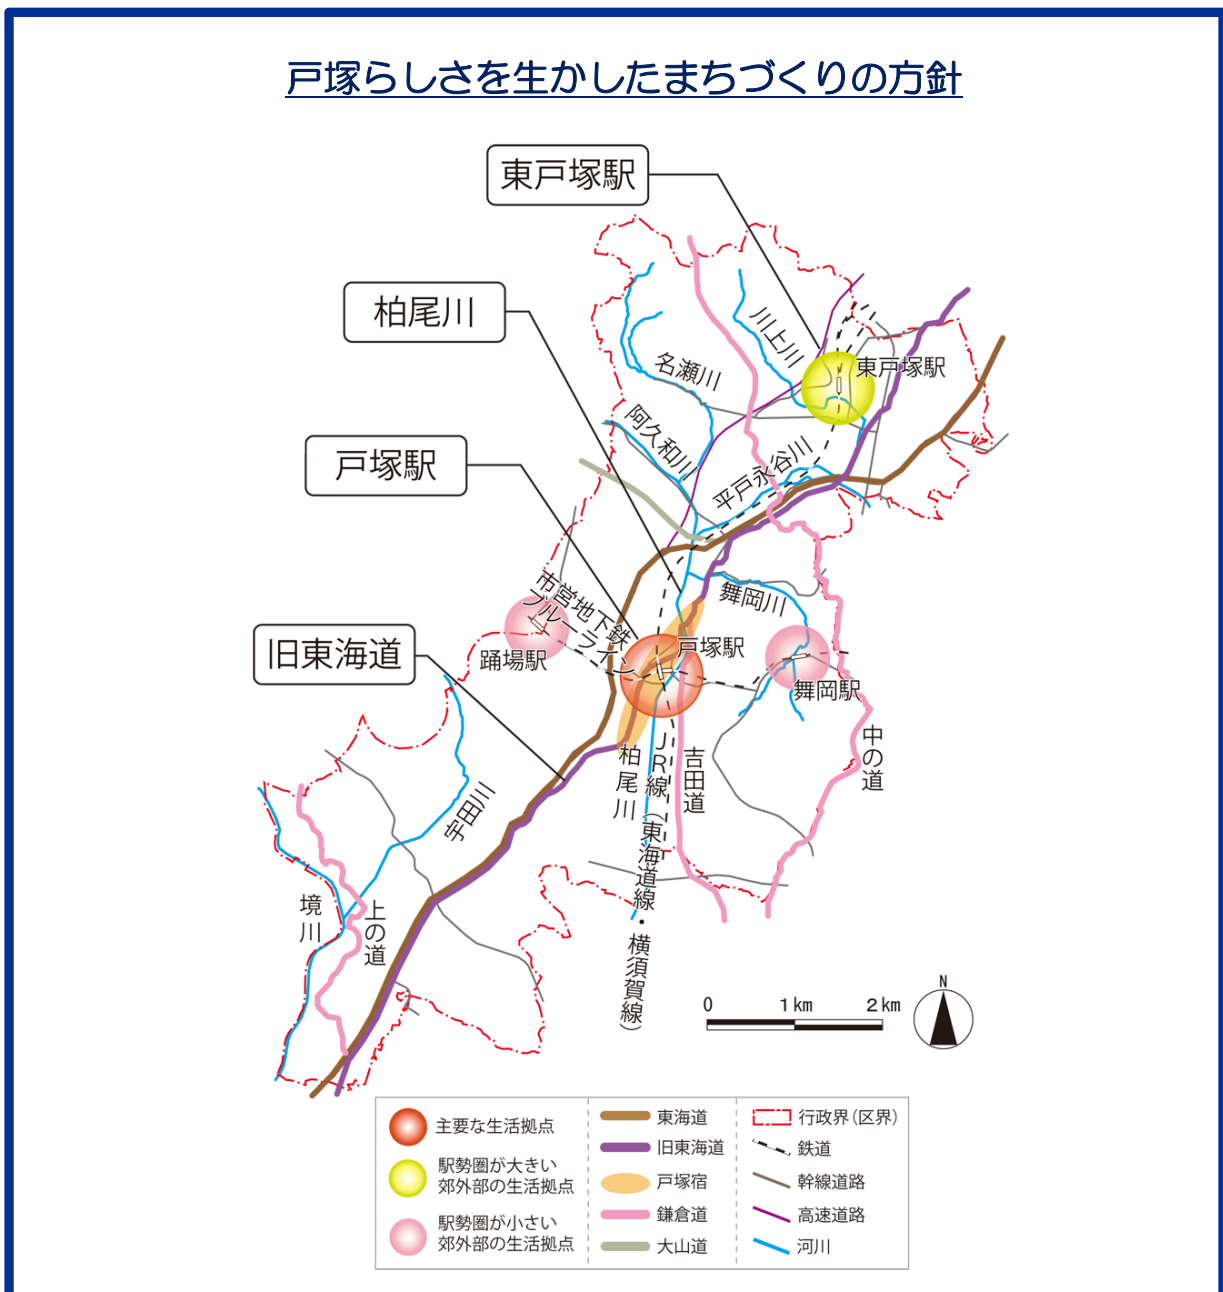 戸塚らしさを生かしたまちづくりの方針
東戸塚駅
柏尾川
戸塚駅
旧東海道
川上川
東戸塚駅
名瀬川
阿久和川
平戸永谷川
市営地下鉄
ブルーライン
舞岡川
踊場駅
戸塚駅
舞岡駅
中の道
柏尾川
JR線(東海道線・横須賀線)
吉田道
宇田川
境川
上の道
0 1km 2km
N
主要な生活拠点
駅勢圏が大きい
郊外部の生活拠点
駅勢圏が小さい
郊外部の生活拠点
東海道
旧東海道
戸塚宿
鎌倉道
大山道
行政界(区界)
鉄道
幹線道路
高速道路
河川